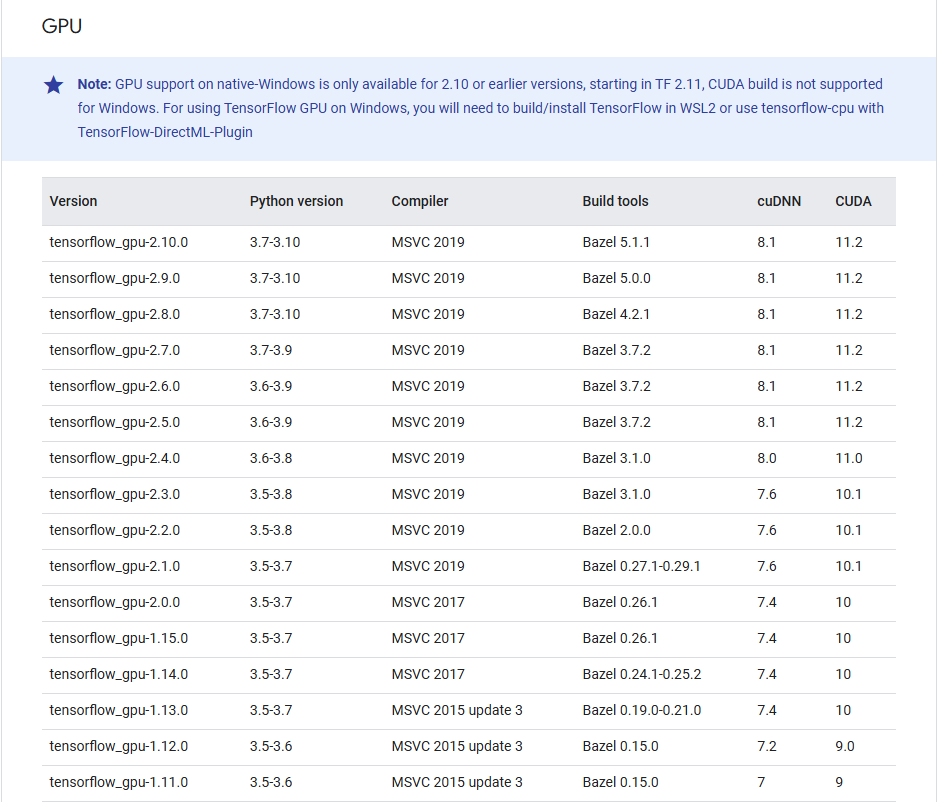 GPU
Note: GPU support on native-Windows is only available for 2.10 or earlier versions, starting in TF 2.11, CUDA build is not supported
for Windows. For using TensorFlow GPU on Windows, you will need to build/install TensorFlow in WSL2 or use tensorflow-cpu with
TensorFlow-DirectML-Plugin
Version Python version Compiler Build tools cuDNN CUDA
tensorflow_gpu-2.10.0 3.7-3.10 MSVC 2019 Bazel 5.1.1 8.1 11.2
tensorflow_gpu-2.9.0 3.7-3.10 MSVC 2019 Bazel 5.0.0 8.1 11.2
tensorflow_gpu-2.8.0 3.7-3.10 MSVC 2019 Bazel 4.2.1 8.1 11.2
tensorflow_gpu-2.7.0 3.7-3.9 MSVC 2019 Bazel 3.7.2 8.1 11.2
tensorflow_gpu-2.6.0 3.6-3.9 MSVC 2019 Bazel 3.7.2 8.1 11.2
tensorflow_gpu-2.5.0 3.6-3.9 MSVC 2019 Bazel 3.7.2 8.1 11.2
tensorflow_gpu-2.4.0 3.6-3.8 MSVC 2019 Bazel 3.1.0 8.0 11.0
tensorflow_gpu-2.3.0 3.5-3.8 MSVC 2019 Bazel 3.1.0 7.6 10.1
tensorflow_gpu-2.2.0 3.5-3.8 MSVC 2019 Bazel 2.0.0 7.6 10.1
tensorflow_gpu-2.1.0 3.5-3.7 MSVC 2019 Bazel 0.27.1-0.29.1 7.6 10.1
tensorflow_gpu-2.0.0 3.5-3.7 MSVC 2017 Bazel 0.26.1 7.4 10
tensorflow_gpu-1.15.0 3.5-3.7 MSVC 2017 Bazel 0.26.1 7.4 10
tensorflow_gpu-1.14.0 3.5-3.7 MSVC 2017 Bazel 0.24.1-0.25.2 7.4 10
tensorflow_gpu-1.13.0 3.5-3.7 MSVC 2015 update 3 Bazel 0.19.0-0.21.0 7.4 10
tensorflow_gpu-1.12.0 3.5-3.6 MSVC 2015 update 3 Bazel 0.15.0 7.2 9.0
tensorflow_gpu-1.11.0 3.5-3.6 MSVC 2015 update 3 Bazel 0.15.0 7 9